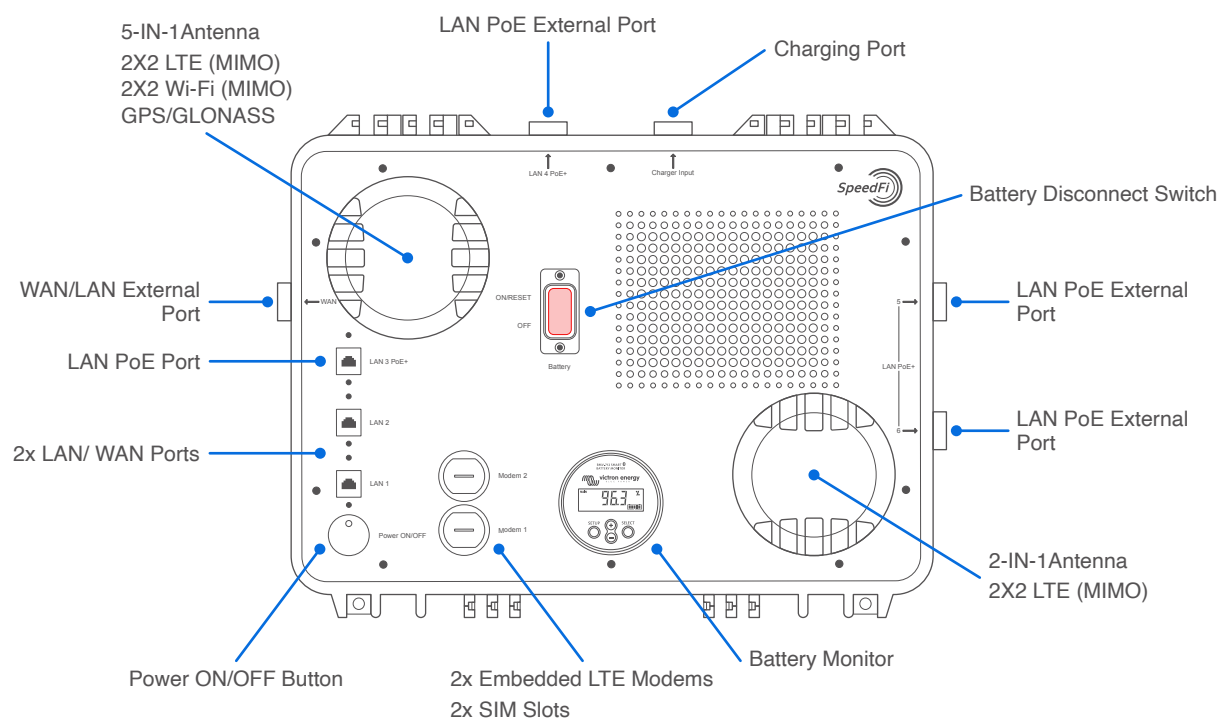 5-IN-1Antenna
2X2 LTE (MIMO)
2X2 Wi-Fi (MIMO)
GPS/GLONASS
LAN PoE External Port
Charging Port
LAN 4 PoE+
Charger Input
SpeedFi
Battery Disconnect Switch
WAN/LAN External
Port
WAN
ON/RESET
OFF
Battery
5
LAN PoE+
6
LAN PoE External
Port
LAN PoE Port
LAN 3 PoE+
LAN 2
2x LAN/ WAN Ports
LAN 1
LAN PoE External
Port
Modem 2
Modem 1
Power ON/OFF
BATTERY MONITOR
victron energy
96.3
%
SETUP
SELECT
+
−
2-IN-1Antenna
2X2 LTE (MIMO)
Power ON/OFF Button
2x Embedded LTE Modems
2x SIM Slots
Battery Monitor